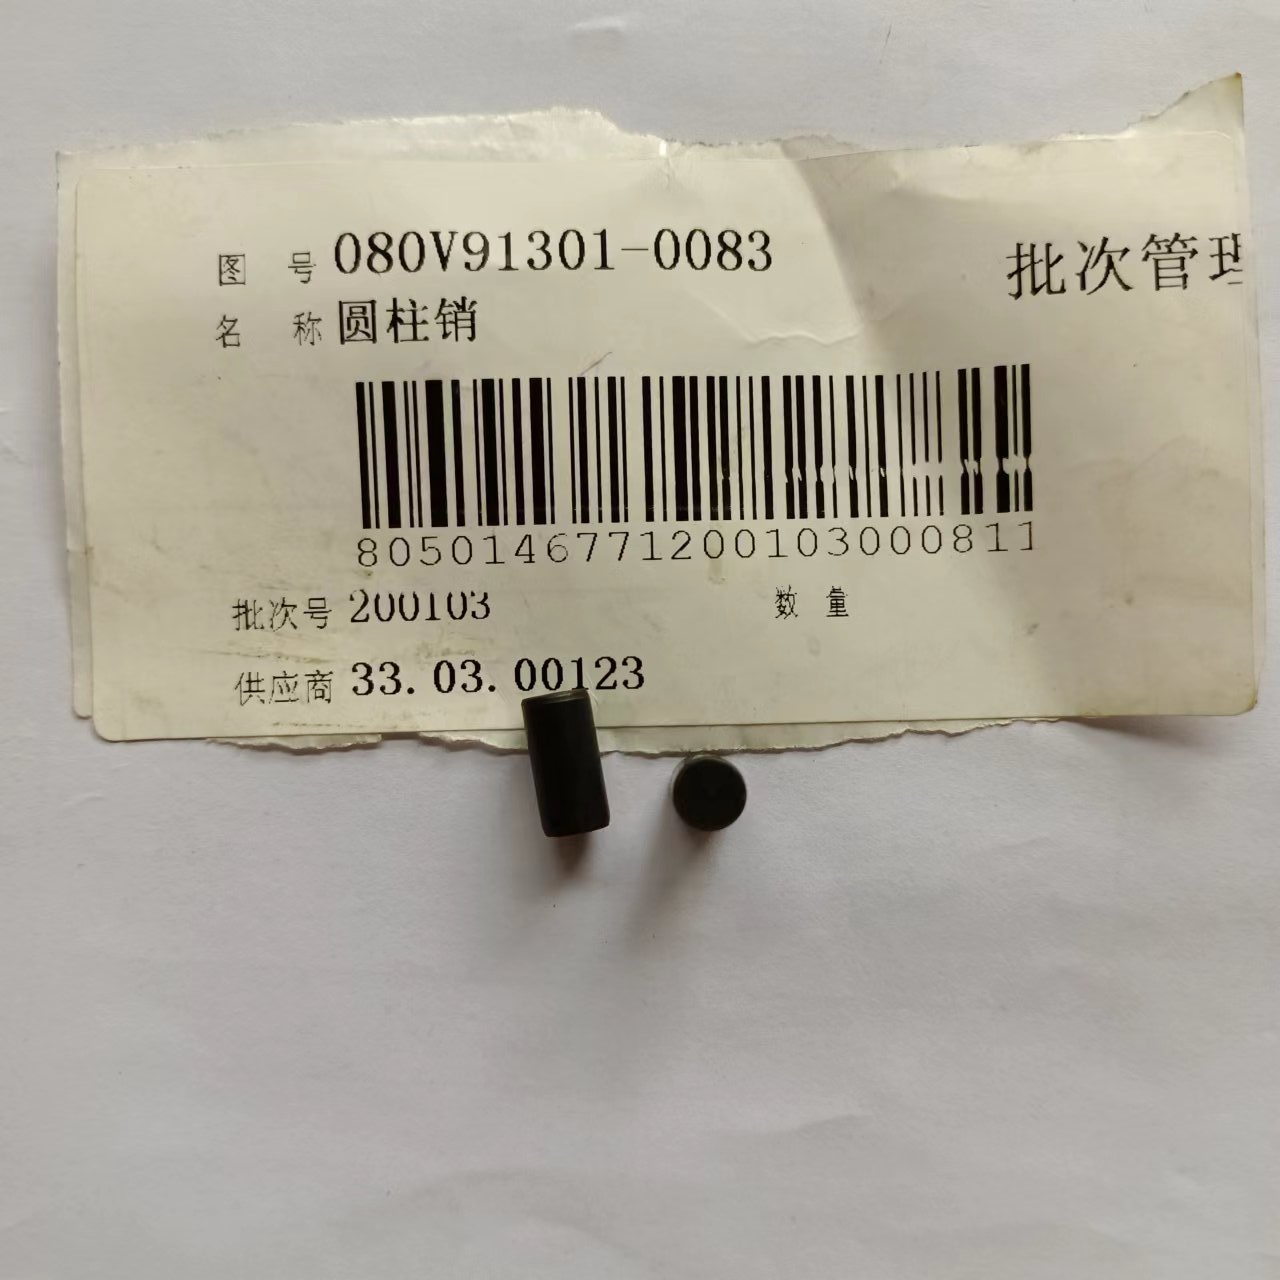 图 号 080V91301-0083
批次管理
名 称 圆柱销
8050146771200103000811
批次号 200103 数 量
供应商 33.03.00123